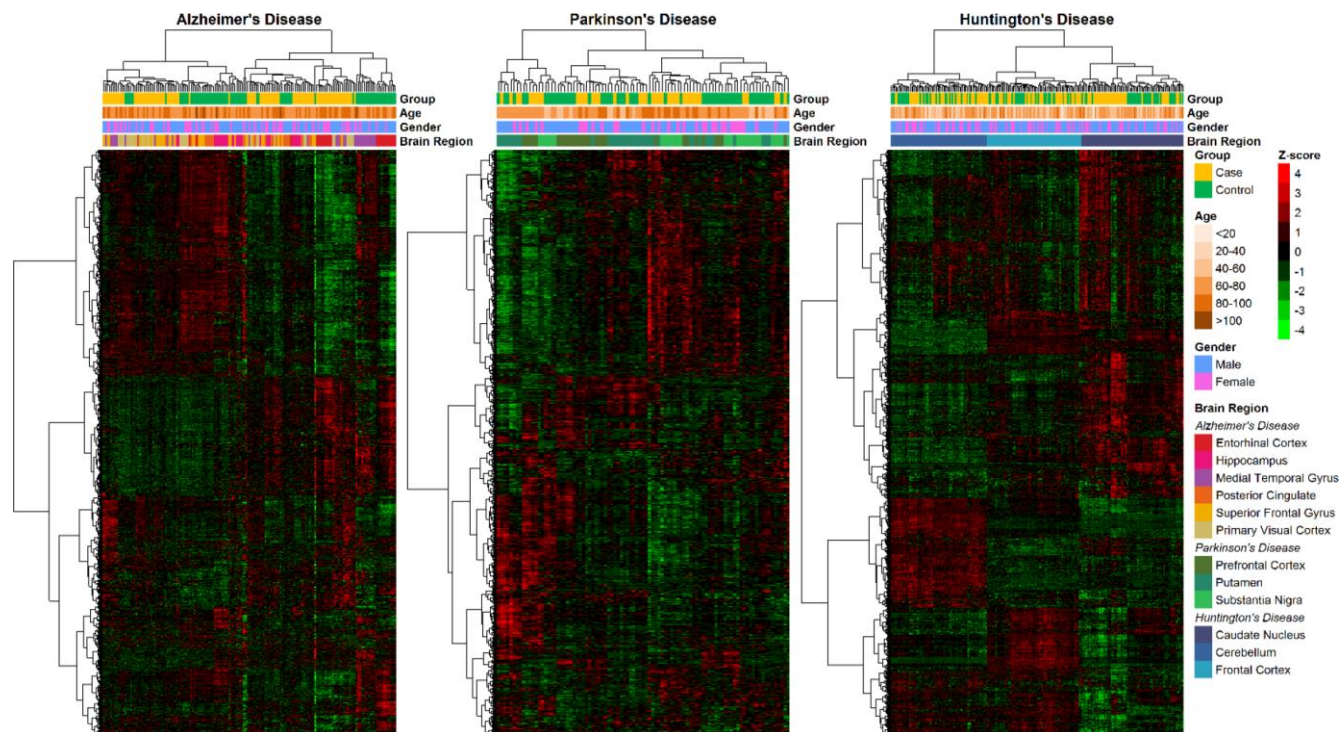 Alzheimer's Disease
Parkinson's Disease
Huntington's Disease
Group
Age
Gender
Brain Region
Group
Age
Gender
Brain Region
Group
Age
Gender
Brain Region
Group
Case
Control
Age
<20
20-40
40-60
60-80
80-100
>100
Gender
Male
Female
Brain Region
Alzheimer's Disease
Entorhinal Cortex
Hippocampus
Medial Temporal Gyrus
Posterior Cingulate
Superior Frontal Gyrus
Primary Visual Cortex
Parkinson's Disease
Prefrontal Cortex
Putamen
Substantia Nigra
Huntington's Disease
Caudate Nucleus
Cerebellum
Frontal Cortex
Z-score
4
3
2
1
0
-1
-2
-3
-4